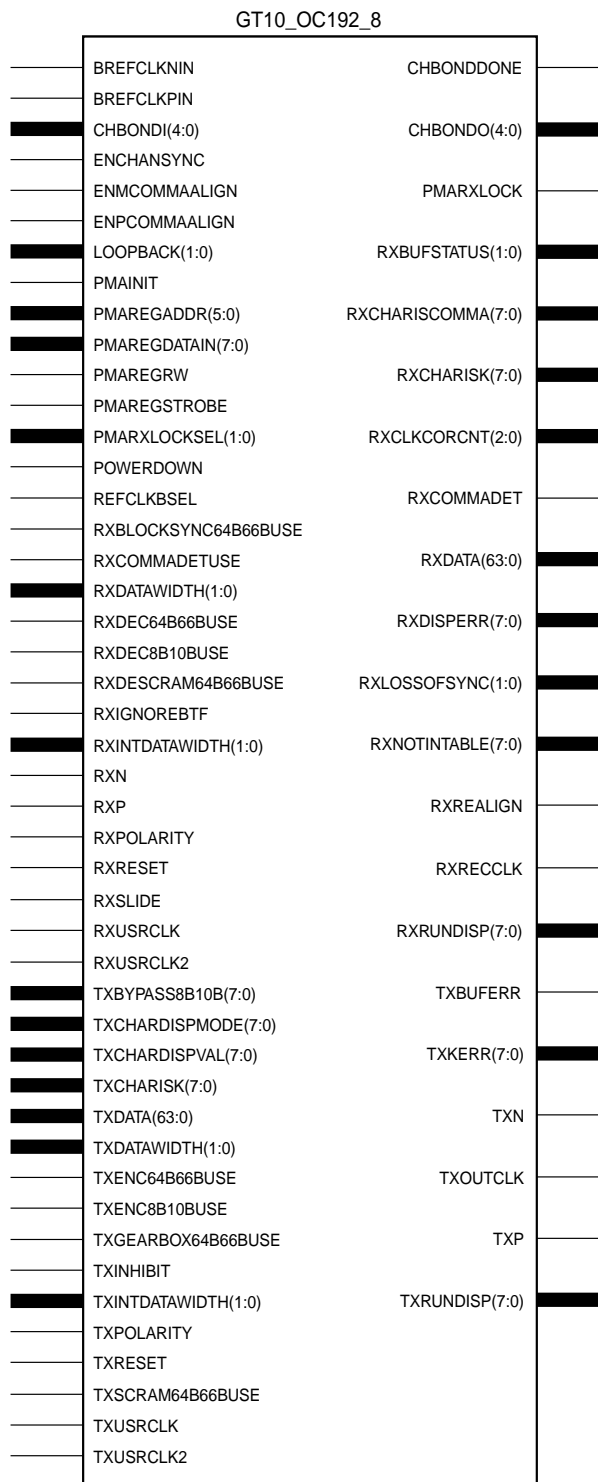 GT10_OC192_8
BREFCLKNIN
CHBONDDONE
BREFCLKPIN
CHBONDI(4:0)
CHBONDO(4:0)
ENCHANSYNC
ENMCOMMAALIGN
PMARXLOCK
ENPCOMMAALIGN
LOOPBACK(1:0)
RXBUFSTATUS(1:0)
PMAINIT
PMAREGADDR(5:0)
RXCHARISCOMMA(7:0)
PMAREGDATAIN(7:0)
PMAREGRW
RXCHARISK(7:0)
PMAREGSTROBE
PMARXLOCKSEL(1:0)
RXCLKCORCNT(2:0)
POWERDOWN
REFCLKBSEL
RXCOMMADET
RXBLOCKSYNC64B66BUSE
RXCOMMADETUSE
RXDATA(63:0)
RXDATAWIDTH(1:0)
RXDEC64B66BUSE
RXDISPERR(7:0)
RXDEC8B10BUSE
RXDESCRAM64B66BUSE
RXLOSSOFSYNC(1:0)
RXIGNOREBTF
RXINTDATAWIDTH(1:0)
RXNOTINTABLE(7:0)
RXN
RXP
RXREALIGN
RXPOLARITY
RXRESET
RXRECCLK
RXSLIDE
RXUSRCLK
RXRUNDISP(7:0)
RXUSRCLK2
TXBYPASS8B10B(7:0)
TXBUFERR
TXCHARDISPMODE(7:0)
TXCHARDISPVAL(7:0)
TXKERR(7:0)
TXCHARISK(7:0)
TXDATA(63:0)
TXN
TXDATAWIDTH(1:0)
TXENC64B66BUSE
TXOUTCLK
TXENC8B10BUSE
TXGEARBOX64B66BUSE
TXP
TXINHIBIT
TXINTDATAWIDTH(1:0)
TXRUNDISP(7:0)
TXPOLARITY
TXRESET
TXSCRAM64B66BUSE
TXUSRCLK
TXUSRCLK2